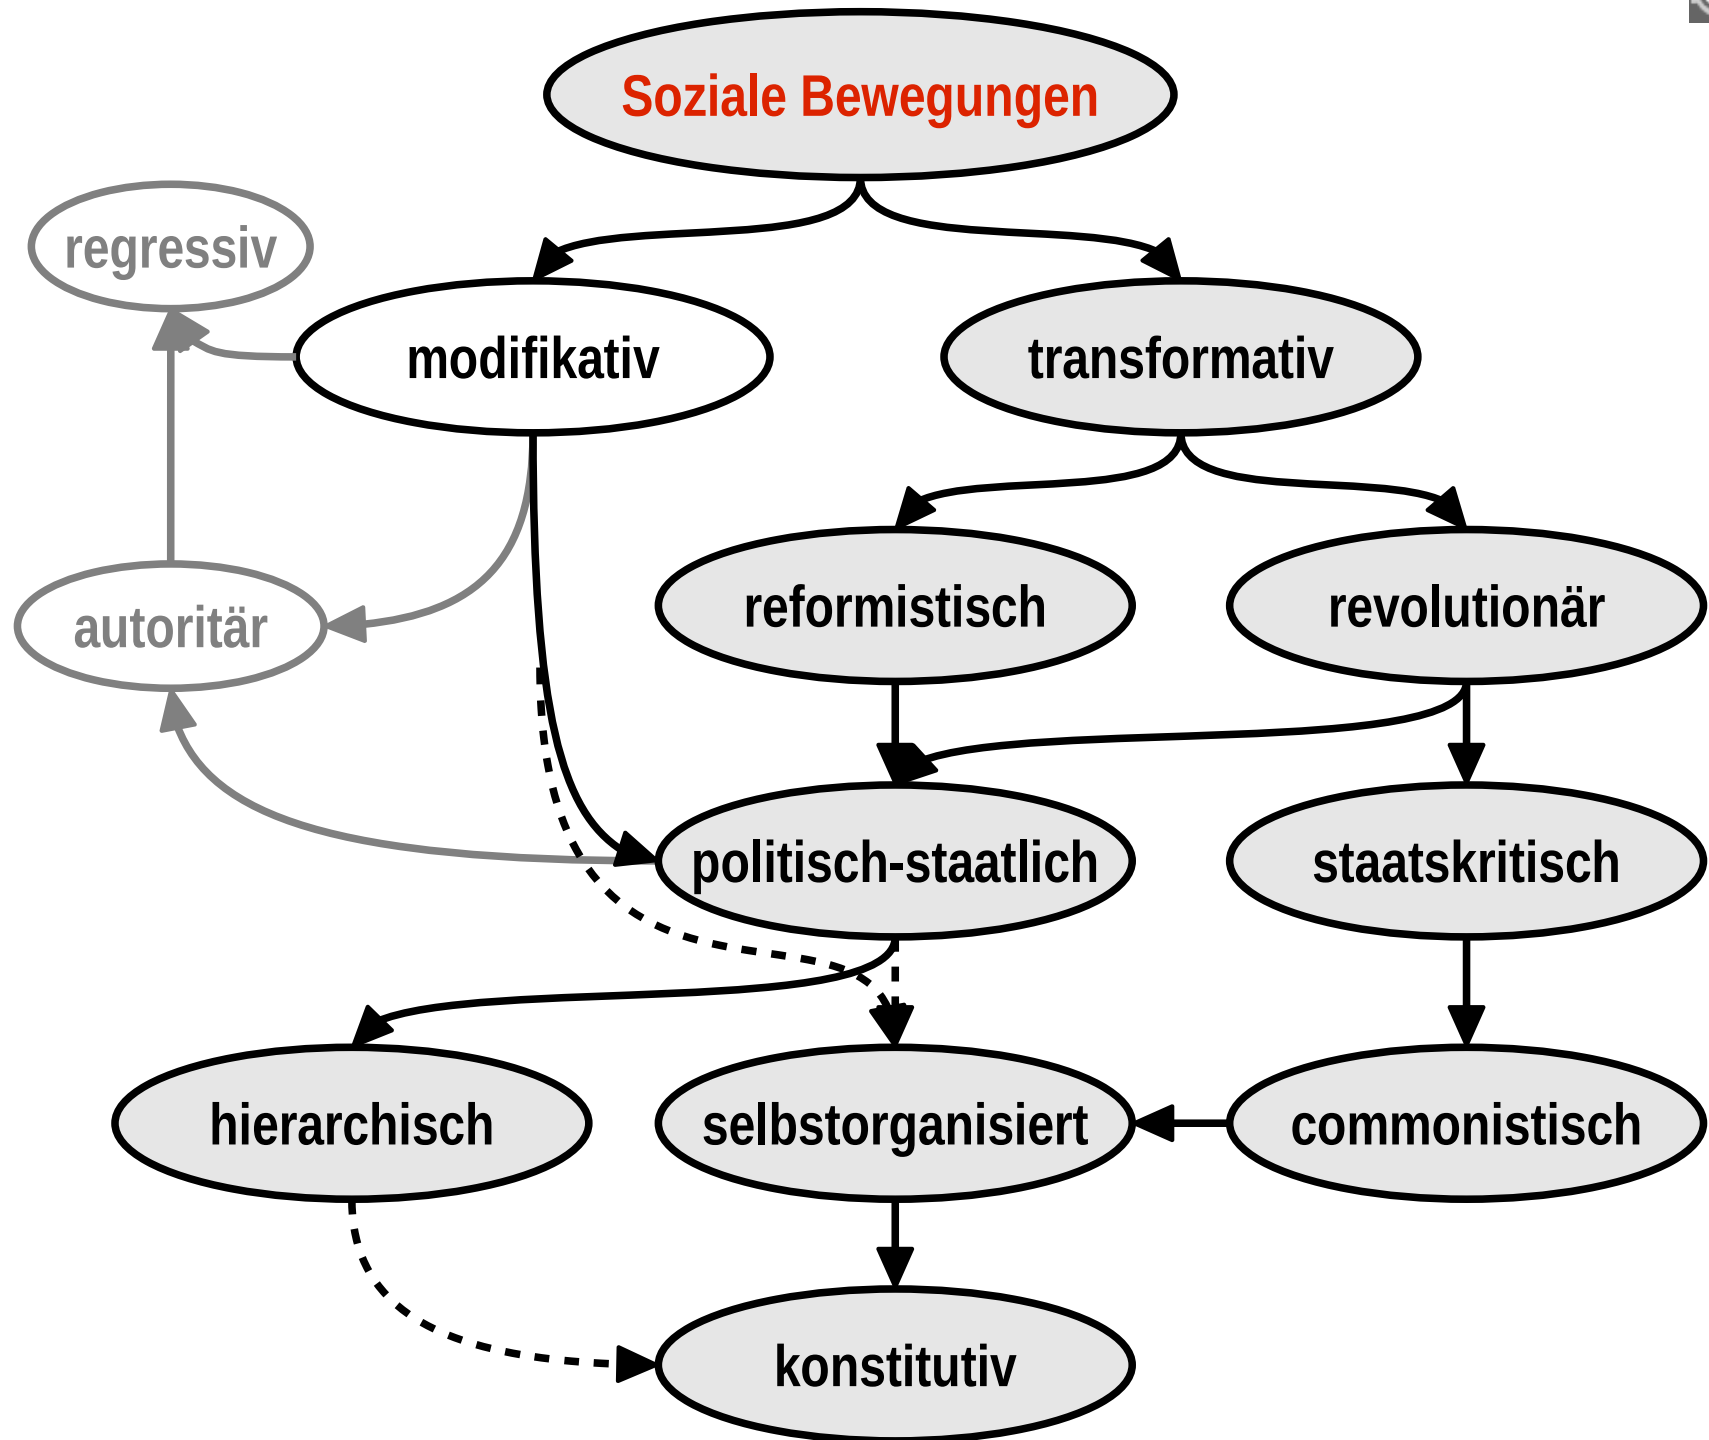 Soziale Bewegungen
regressiv
modifikativ
transformativ
autoritär
reformistisch
revolutionär
politisch-staatlich
staatskritisch
hierarchisch
selbstorganisiert
commonistisch
konstitutiv